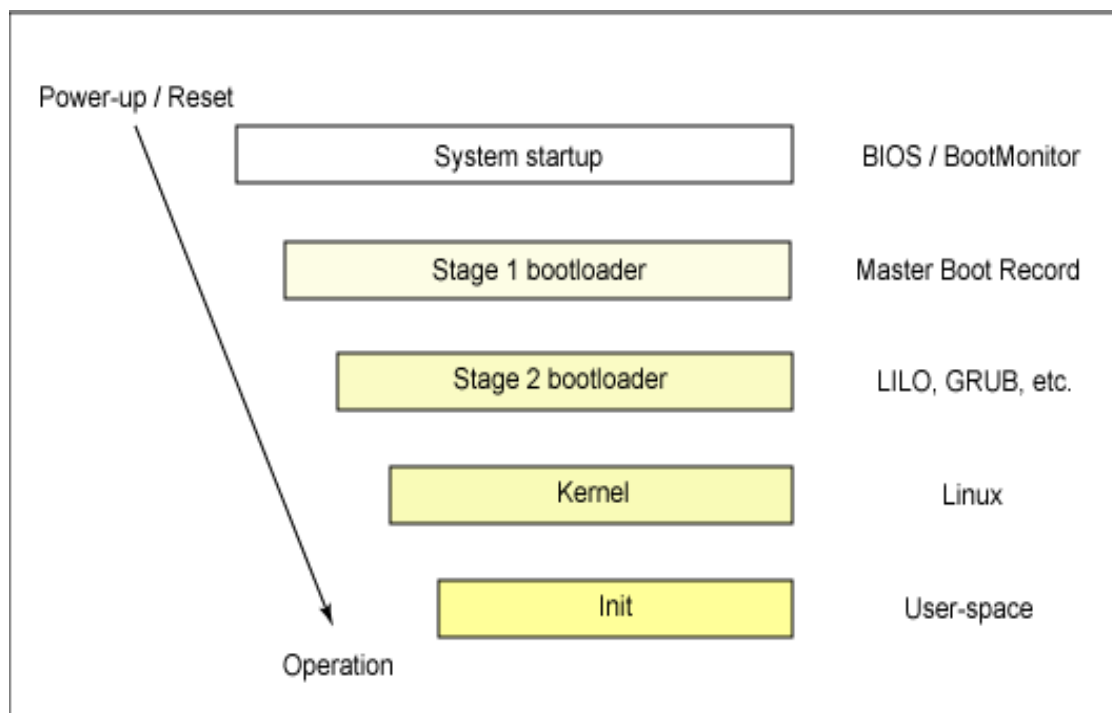 Power-up / Reset
System startup
BIOS / BootMonitor
Stage 1 bootloader
Master Boot Record
Stage 2 bootloader
LILO, GRUB, etc.
Kernel
Linux
Init
User-space
Operation